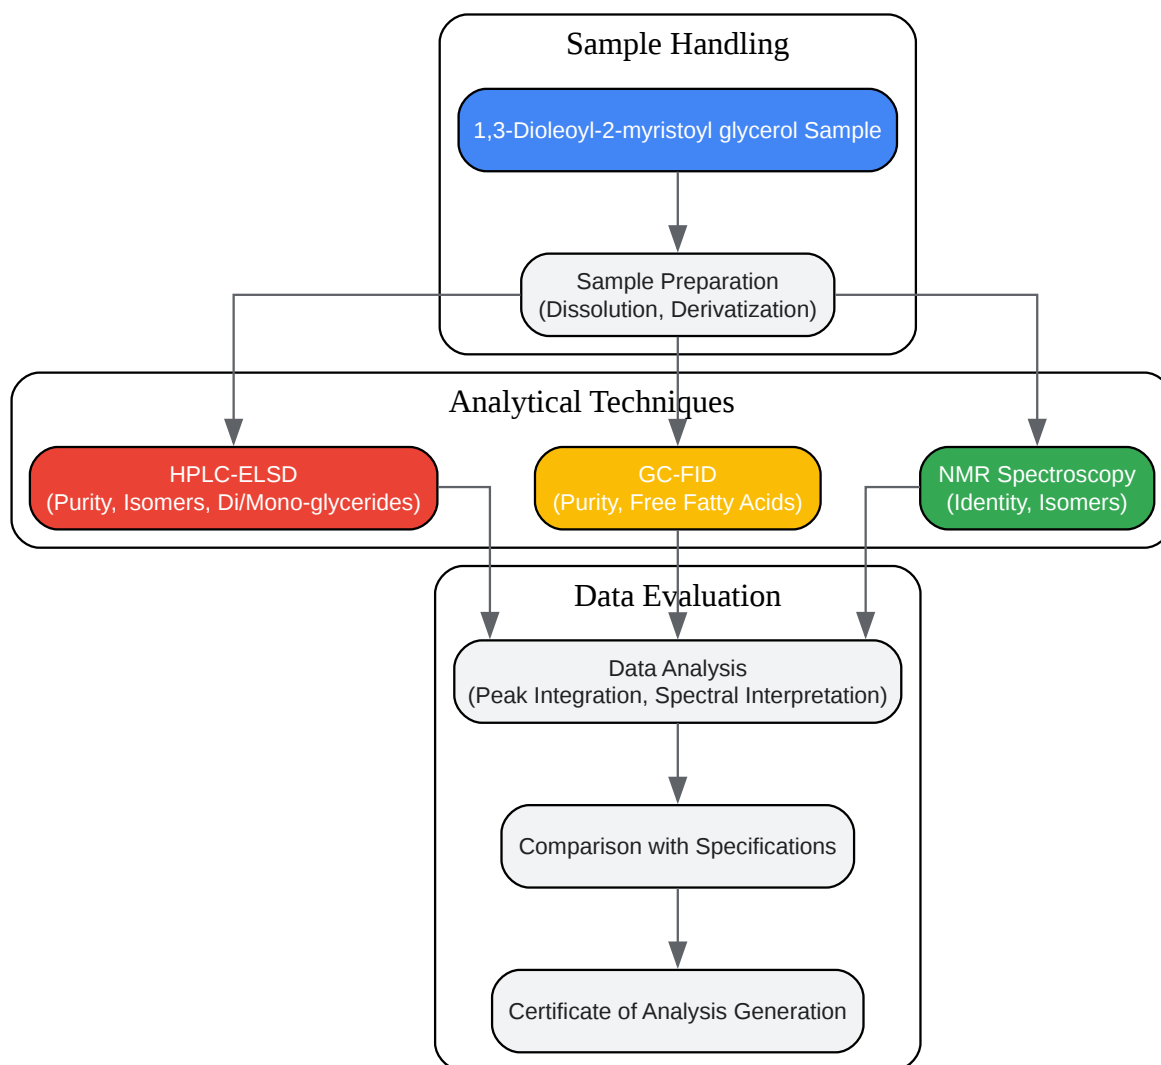 Sample Handling
1,3-Dioleoyl-2-myristoyl glycerol Sample
Sample Preparation
(Dissolution, Derivatization)
Analytical Techniques
HPLC-ELSD
(Purity, Isomers, Di/Mono-glycerides)
GC-FID
(Purity, Free Fatty Acids)
NMR Spectroscopy
(Identity, Isomers)
Data Evaluation
Data Analysis
(Peak Integration, Spectral Interpretation)
Comparison with Specifications
Certificate of Analysis Generation